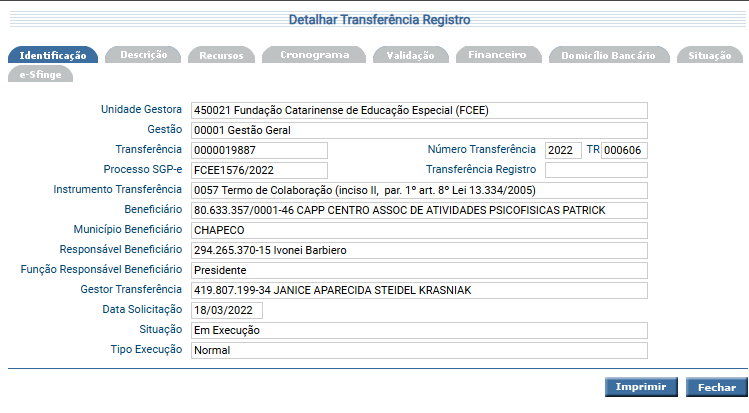 Detalhar Transferência Registro
Identificação Descrição Recursos Cronograma Validação Financeiro Domicílio Bancário Situação
e-Sfinge
Unidade Gestora 450021 Fundação Catarinense de Educação Especial (FCEE)
Gestão 00001 Gestão Geral
Transferência 0000019887 Número Transferência 2022 TR 000606
Processo SGP-e FCEE1576/2022 Transferência Registro
Instrumento Transferência 0057 Termo de Colaboração (inciso II, par. 1º art. 8º Lei 13.334/2005)
Beneficiário 80.633.357/0001-46 CAPP CENTRO ASSOC DE ATIVIDADES PSICOFISICAS PATRICK
Município Beneficiário CHAPECO
Responsável Beneficiário 294.265.370-15 Ivonei Barbiero
Função Responsável Beneficiário Presidente
Gestor Transferência 419.807.199-34 JANICE APARECIDA STEIDEL KRASNIAK
Data Solicitação 18/03/2022
Situação Em Execução
Tipo Execução Normal
Imprimir Fechar